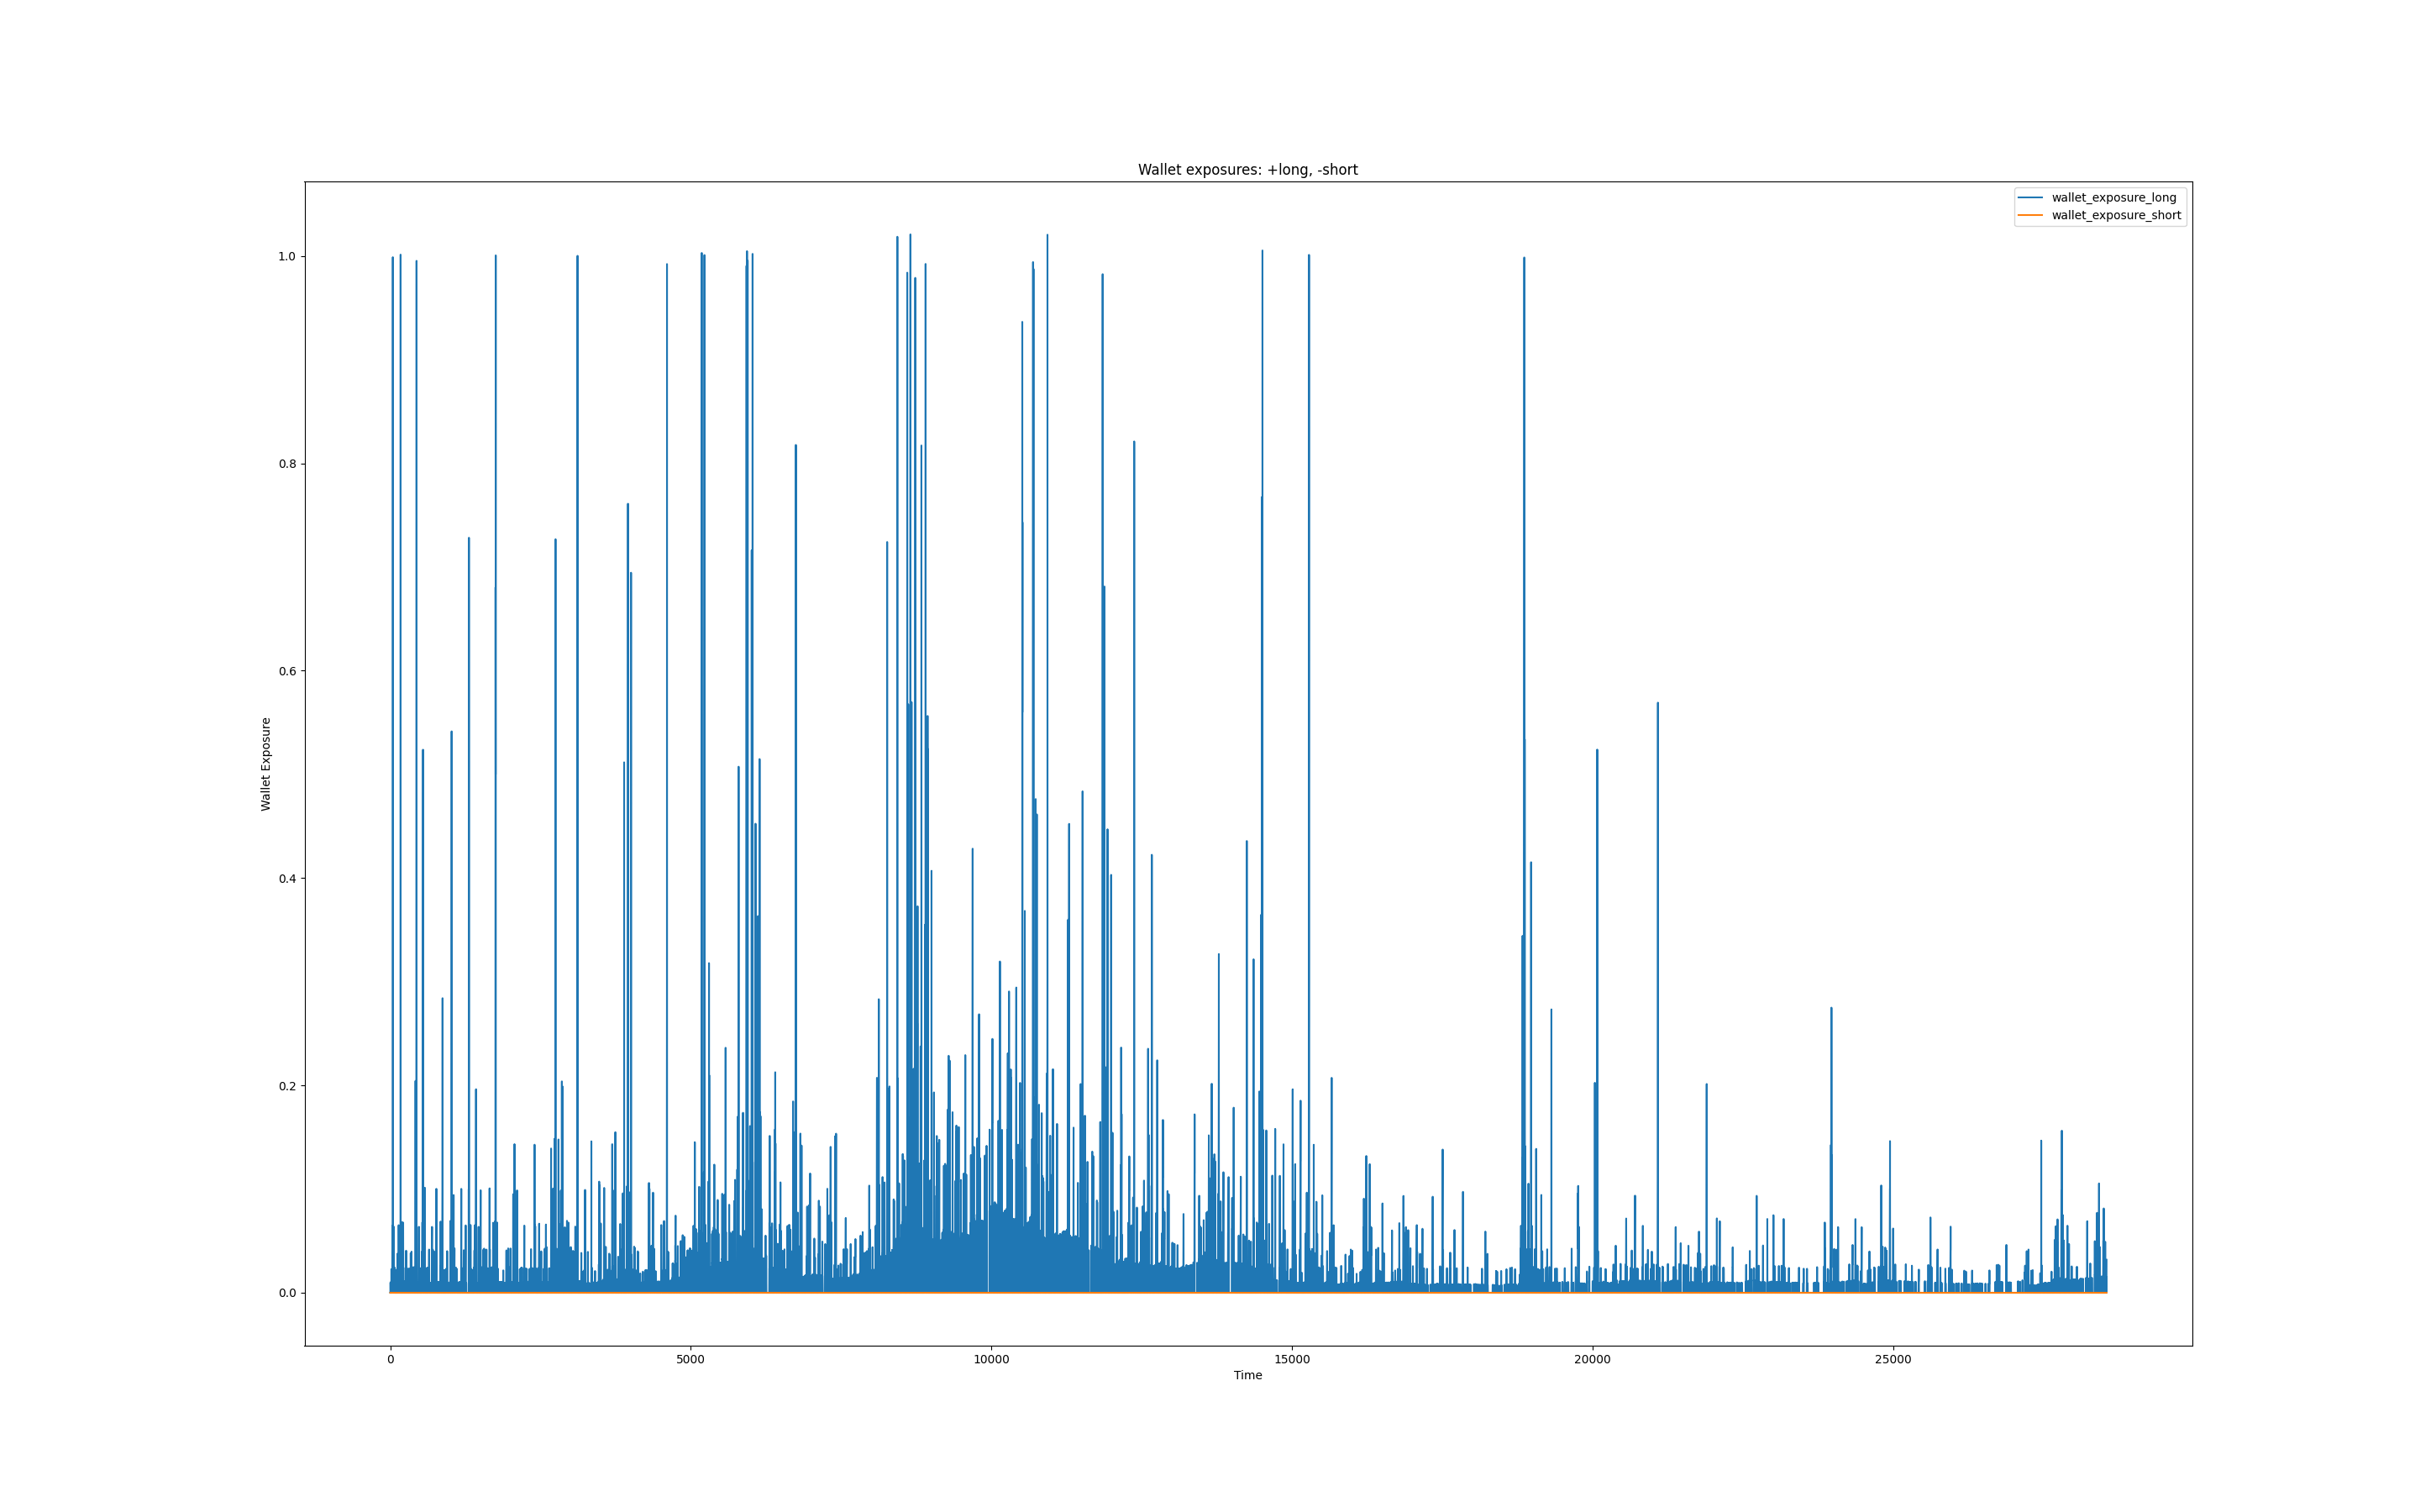 Wallet exposures: +long, -short
wallet_exposure_long
wallet_exposure_short
1.0
0.8
0.6
0.4
0.2
0.0
Wallet Exposure
0 5000 10000 15000 20000 25000
Time